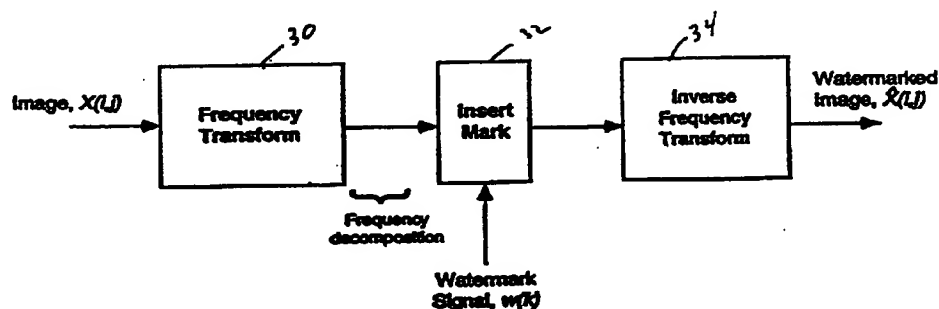 30
32
34
Image, X(i,j)
Frequency
Transform
Insert
Mark
Inverse
Frequency
Transform
Watermarked
image, X̂(i,j)
Frequency
decomposition
Watermark
Signal, w(k)